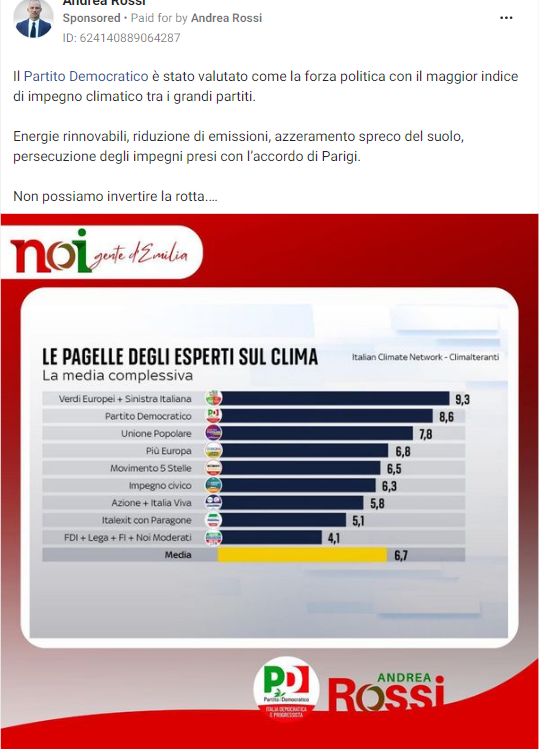 Andrea Rossi
Sponsored • Paid for by Andrea Rossi
ID: 624140889064287
Il Partito Democratico è stato valutato come la forza politica con il maggior indice
di impegno climatico tra i grandi partiti.
Energie rinnovabili, riduzione di emissioni, azzeramento spreco del suolo,
persecuzione degli impegni presi con l'accordo di Parigi.
Non possiamo invertire la rotta....
noi gente d'Emilia
LE PAGELLE DEGLI ESPERTI SUL CLIMA
Italian Climate Network - Climalteranti
La media complessiva
Verdi Europei + Sinistra Italiana 9,3
Partito Democratico 8,6
Unione Popolare 7,8
Più Europa 6,8
Movimento 5 Stelle 6,5
Impegno civico 6,3
Azione + Italia Viva 5,8
Italexit con Paragone 5,1
FDI + Lega + FI + Noi Moderati 4,1
Media 6,7
PD
Partito Democratico
ITALIA DEMOCRATICA
E PROGRESSISTA
ANDREA
Rossi